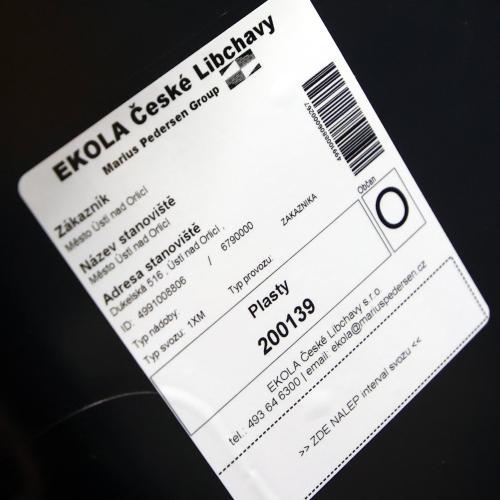 EKOLA České Libchavy
Marius Pedersen Group
4991008806000267
Zákazník
Město Ústí nad Orlicí
Název stanoviště
Město Ústí nad Orlicí
Adresa stanoviště
Dukelská 516 , Ústí nad Orlicí ,
ID: 4991008806 / 6790000 ZAKAZNIKA
Typ nádoby: Typ provozu:
Typ svozu: 1XM
Občan
O
Plasty
200139
EKOLA České Libchavy s.r.o.
tel.: 493 64 6300 | email: ekola@mariuspedersen.cz
>> ZDE NALEP interval svozu <<